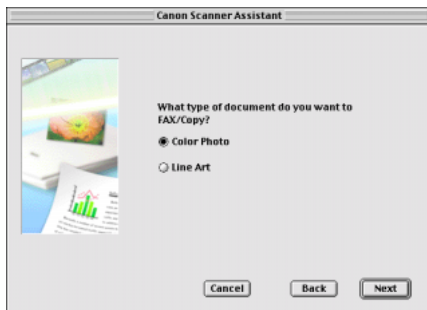 Canon Scanner Assistant
What type of document do you want to
FAX/Copy?
Color Photo
Line Art
Cancel
Back
Next